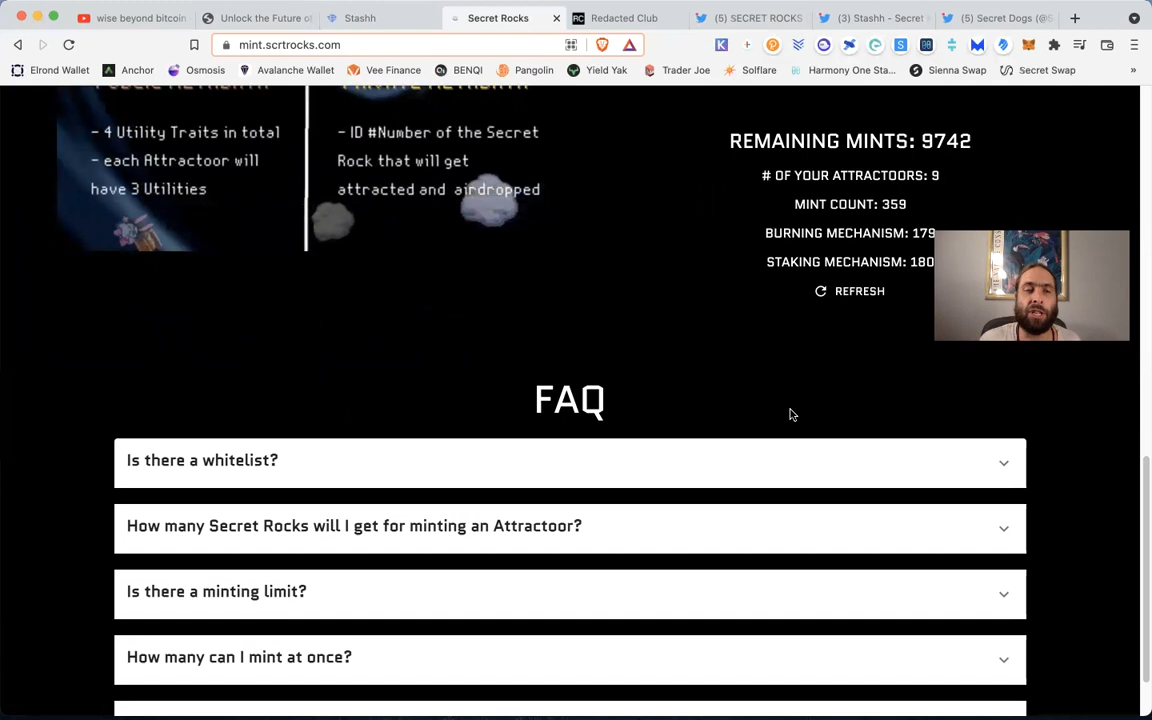 wise beyond bitcoin
Unlock the Future of
Stashh
Secret Rocks
Redacted Club
(5) SECRET ROCKS
(3) Stashh - Secret
(5) Secret Dogs (@S
mint.scrtrocks.com
Elrond Wallet
Anchor
Osmosis
Avalanche Wallet
Vee Finance
BENQI
Pangolin
Yield Yak
Trader Joe
Solflare
Harmony One Sta...
Sienna Swap
Secret Swap
»
PUBLIC METADATA
PRIVATE METADATA
- 4 Utility Traits in total
- each Attractoor will
have 3 Utilities
- ID #Number of the Secret
Rock that will get
attracted and airdropped
REMAINING MINTS: 9742
# OF YOUR ATTRACTOORS: 9
MINT COUNT: 359
BURNING MECHANISM: 179
STAKING MECHANISM: 180
REFRESH
FAQ
Is there a whitelist?
How many Secret Rocks will I get for minting an Attractoor?
Is there a minting limit?
How many can I mint at once?